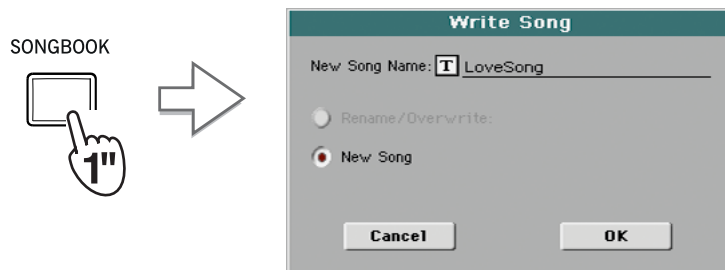 SONGBOOK
1"
Write Song
New Song Name: T LoveSong
Rename/Overwrite:
New Song
Cancel OK